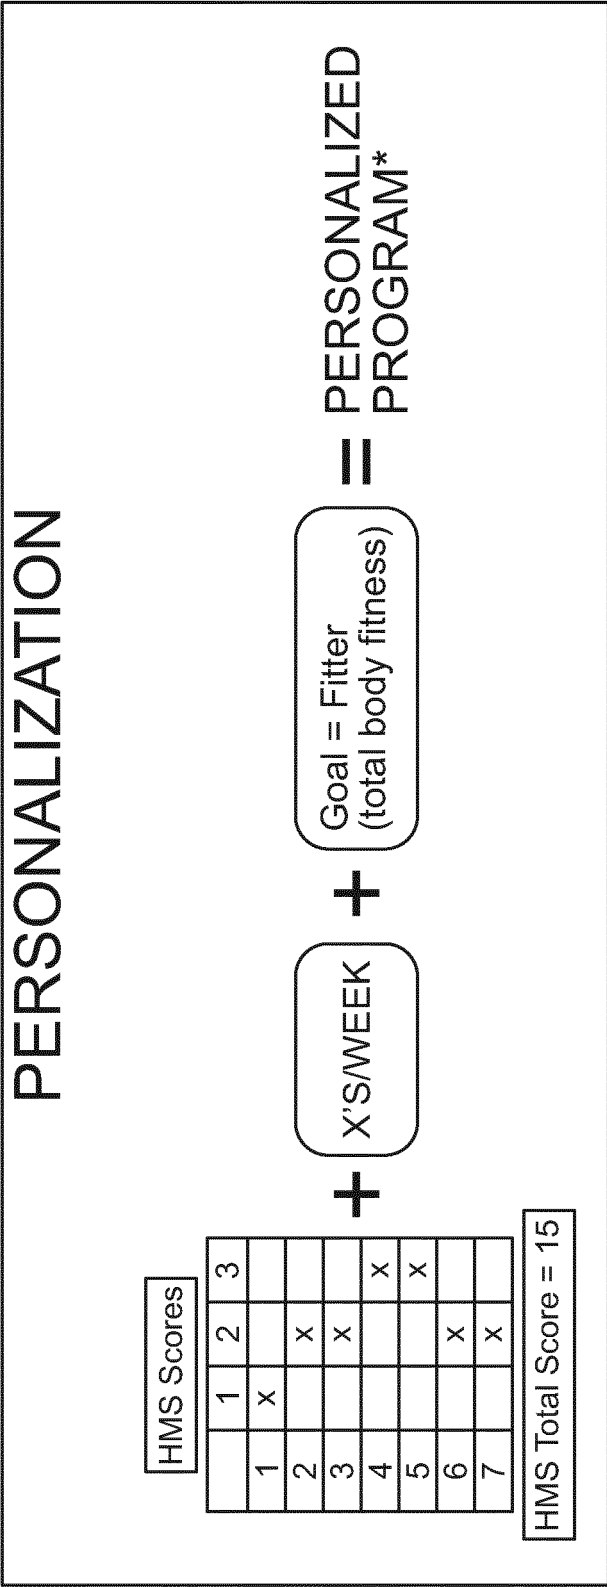 PERSONALIZATION
HMS Scores
1 2 3
1 x
2 x
3 x
4 x
5 x
6 x
7 x
HMS Total Score = 15
+
X'S/WEEK
+
Goal = Fitter
(total body fitness)
=
PERSONALIZED
PROGRAM*